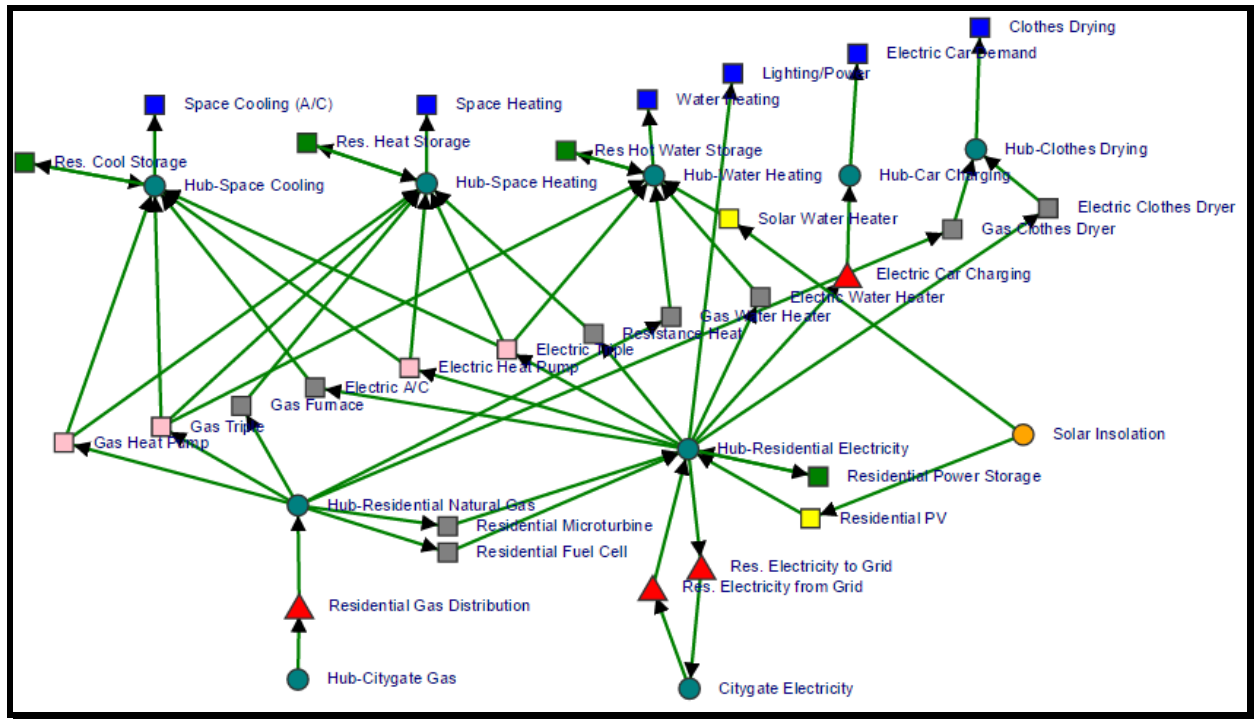 Clothes Drying
Electric Car Demand
Lighting/Power
Water Heating
Space Cooling (A/C)
Space Heating
Res. Heat Storage
Res Hot Water Storage
Hub-Clothes Drying
Res. Cool Storage
Hub-Space Cooling
Hub-Space Heating
Hub-Water Heating
Hub-Car Charging
Electric Clothes Dryer
Solar Water Heater
Gas Clothes Dryer
Electric Car Charging
Electric Water Heater
Gas Water Heater
Resistance Heat
Electric Triple
Electric Heat Pump
Electric A/C
Gas Furnace
Gas Triple
Gas Heat Pump
Solar Insolation
Hub-Residential Electricity
Residential Power Storage
Hub-Residential Natural Gas
Residential PV
Residential Microturbine
Residential Fuel Cell
Res. Electricity to Grid
Res. Electricity from Grid
Residential Gas Distribution
Hub-Citygate Gas
Citygate Electricity